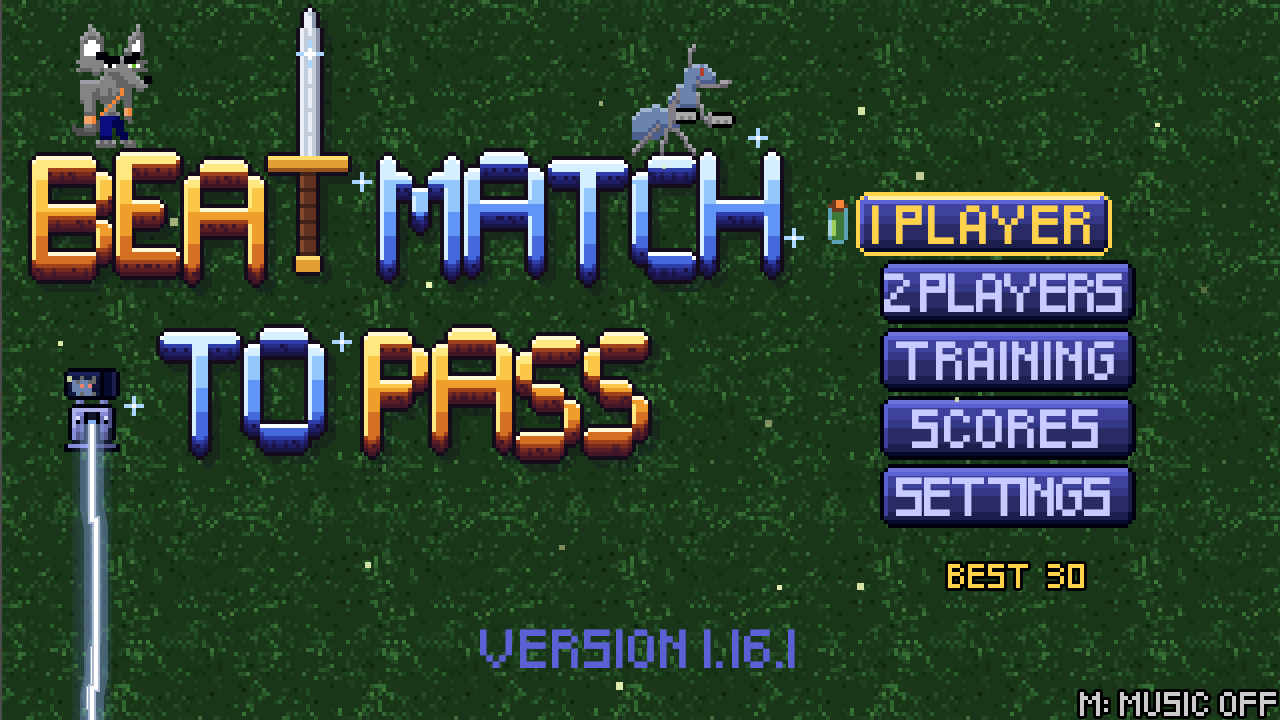 BEAT MATCH
TO PASS
1 PLAYER
2 PLAYERS
TRAINING
SCORES
SETTINGS
BEST 30
VERSION 1.16.1
M: MUSIC OFF